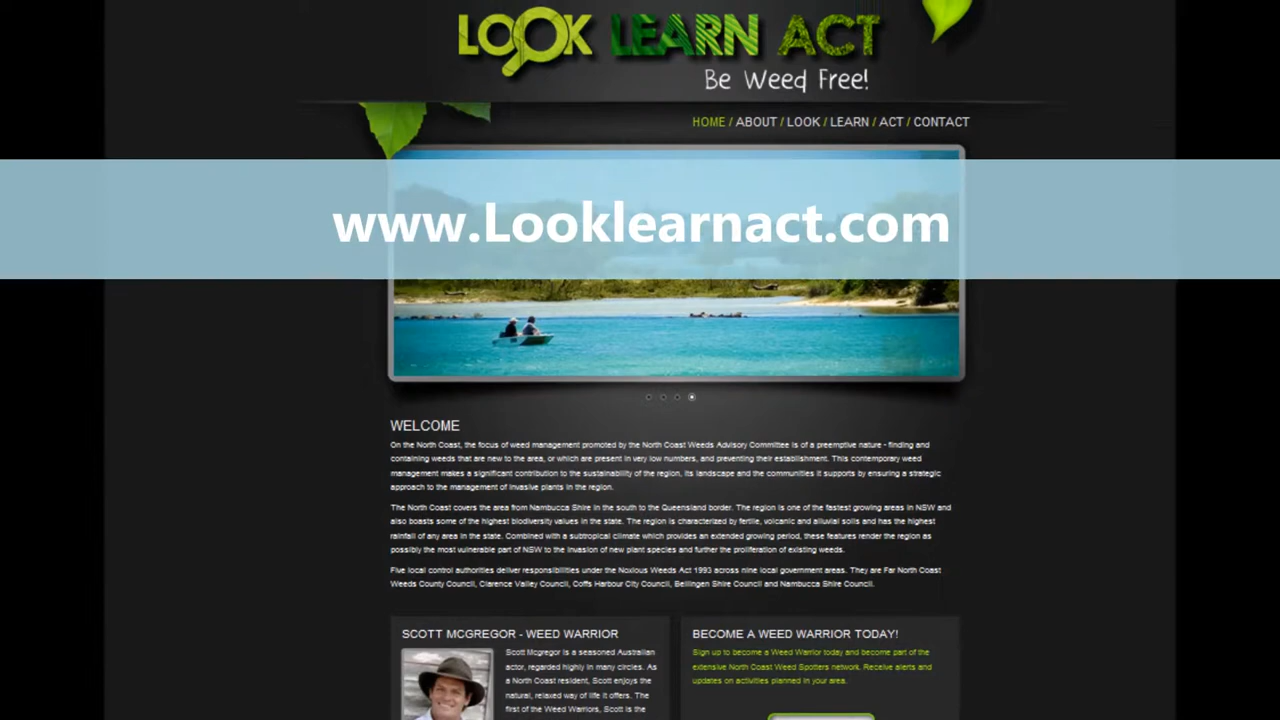 LOOK LEARN ACT
Be Weed Free!
HOME / ABOUT / LOOK / LEARN / ACT / CONTACT
www.Looklearnact.com
WELCOME
On the North Coast, the focus of weed management promoted by the North Coast Weeds Advisory Committee is of a preemptive nature - finding and
containing weeds that are new to the area, or which are present in very low numbers, and preventing their establishment. This contemporary weed
management makes a significant contribution to the sustainability of the region, its landscape and the communities it supports by ensuring a strategic
approach to the management of invasive plants in the region.
The North Coast covers the area from Nambucca Shire in the south to the Queensland border. The region is one of the fastest growing areas in NSW and
also boasts some of the highest biodiversity values in the state. The region is characterized by fertile, volcanic and alluvial soils and has the highest
rainfall of any area in the state. Combined with a subtropical climate which provides an extended growing period, these features render the region as
possibly the most vulnerable part of NSW to the invasion of new plant species and further the proliferation of existing weeds.
Five local control authorities deliver responsibilities under the Noxious Weeds Act 1993 across nine local government areas. They are Far North Coast
Weeds County Council, Clarence Valley Council, Coffs Harbour City Council, Bellingen Shire Council and Nambucca Shire Council.
SCOTT MCGREGOR - WEED WARRIOR
Scott Mcgregor is a seasoned Australian
actor, regarded highly in many circles. As
a North Coast resident, Scott enjoys the
natural, relaxed way of life it offers. The
first of the Weed Warriors, Scott is the
BECOME A WEED WARRIOR TODAY!
Sign up to become a Weed Warrior today and become part of the
extensive North Coast Weed Spotters network. Receive alerts and
updates on activities planned in your area.